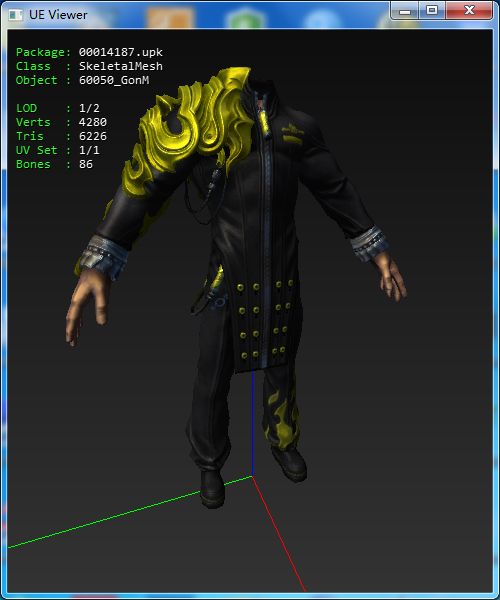 UE Viewer
Package: 00014187.upk
Class : SkeletalMesh
Object : 60050_GonM
LOD : 1/2
Verts : 4280
Tris : 6226
UV Set : 1/1
Bones : 86